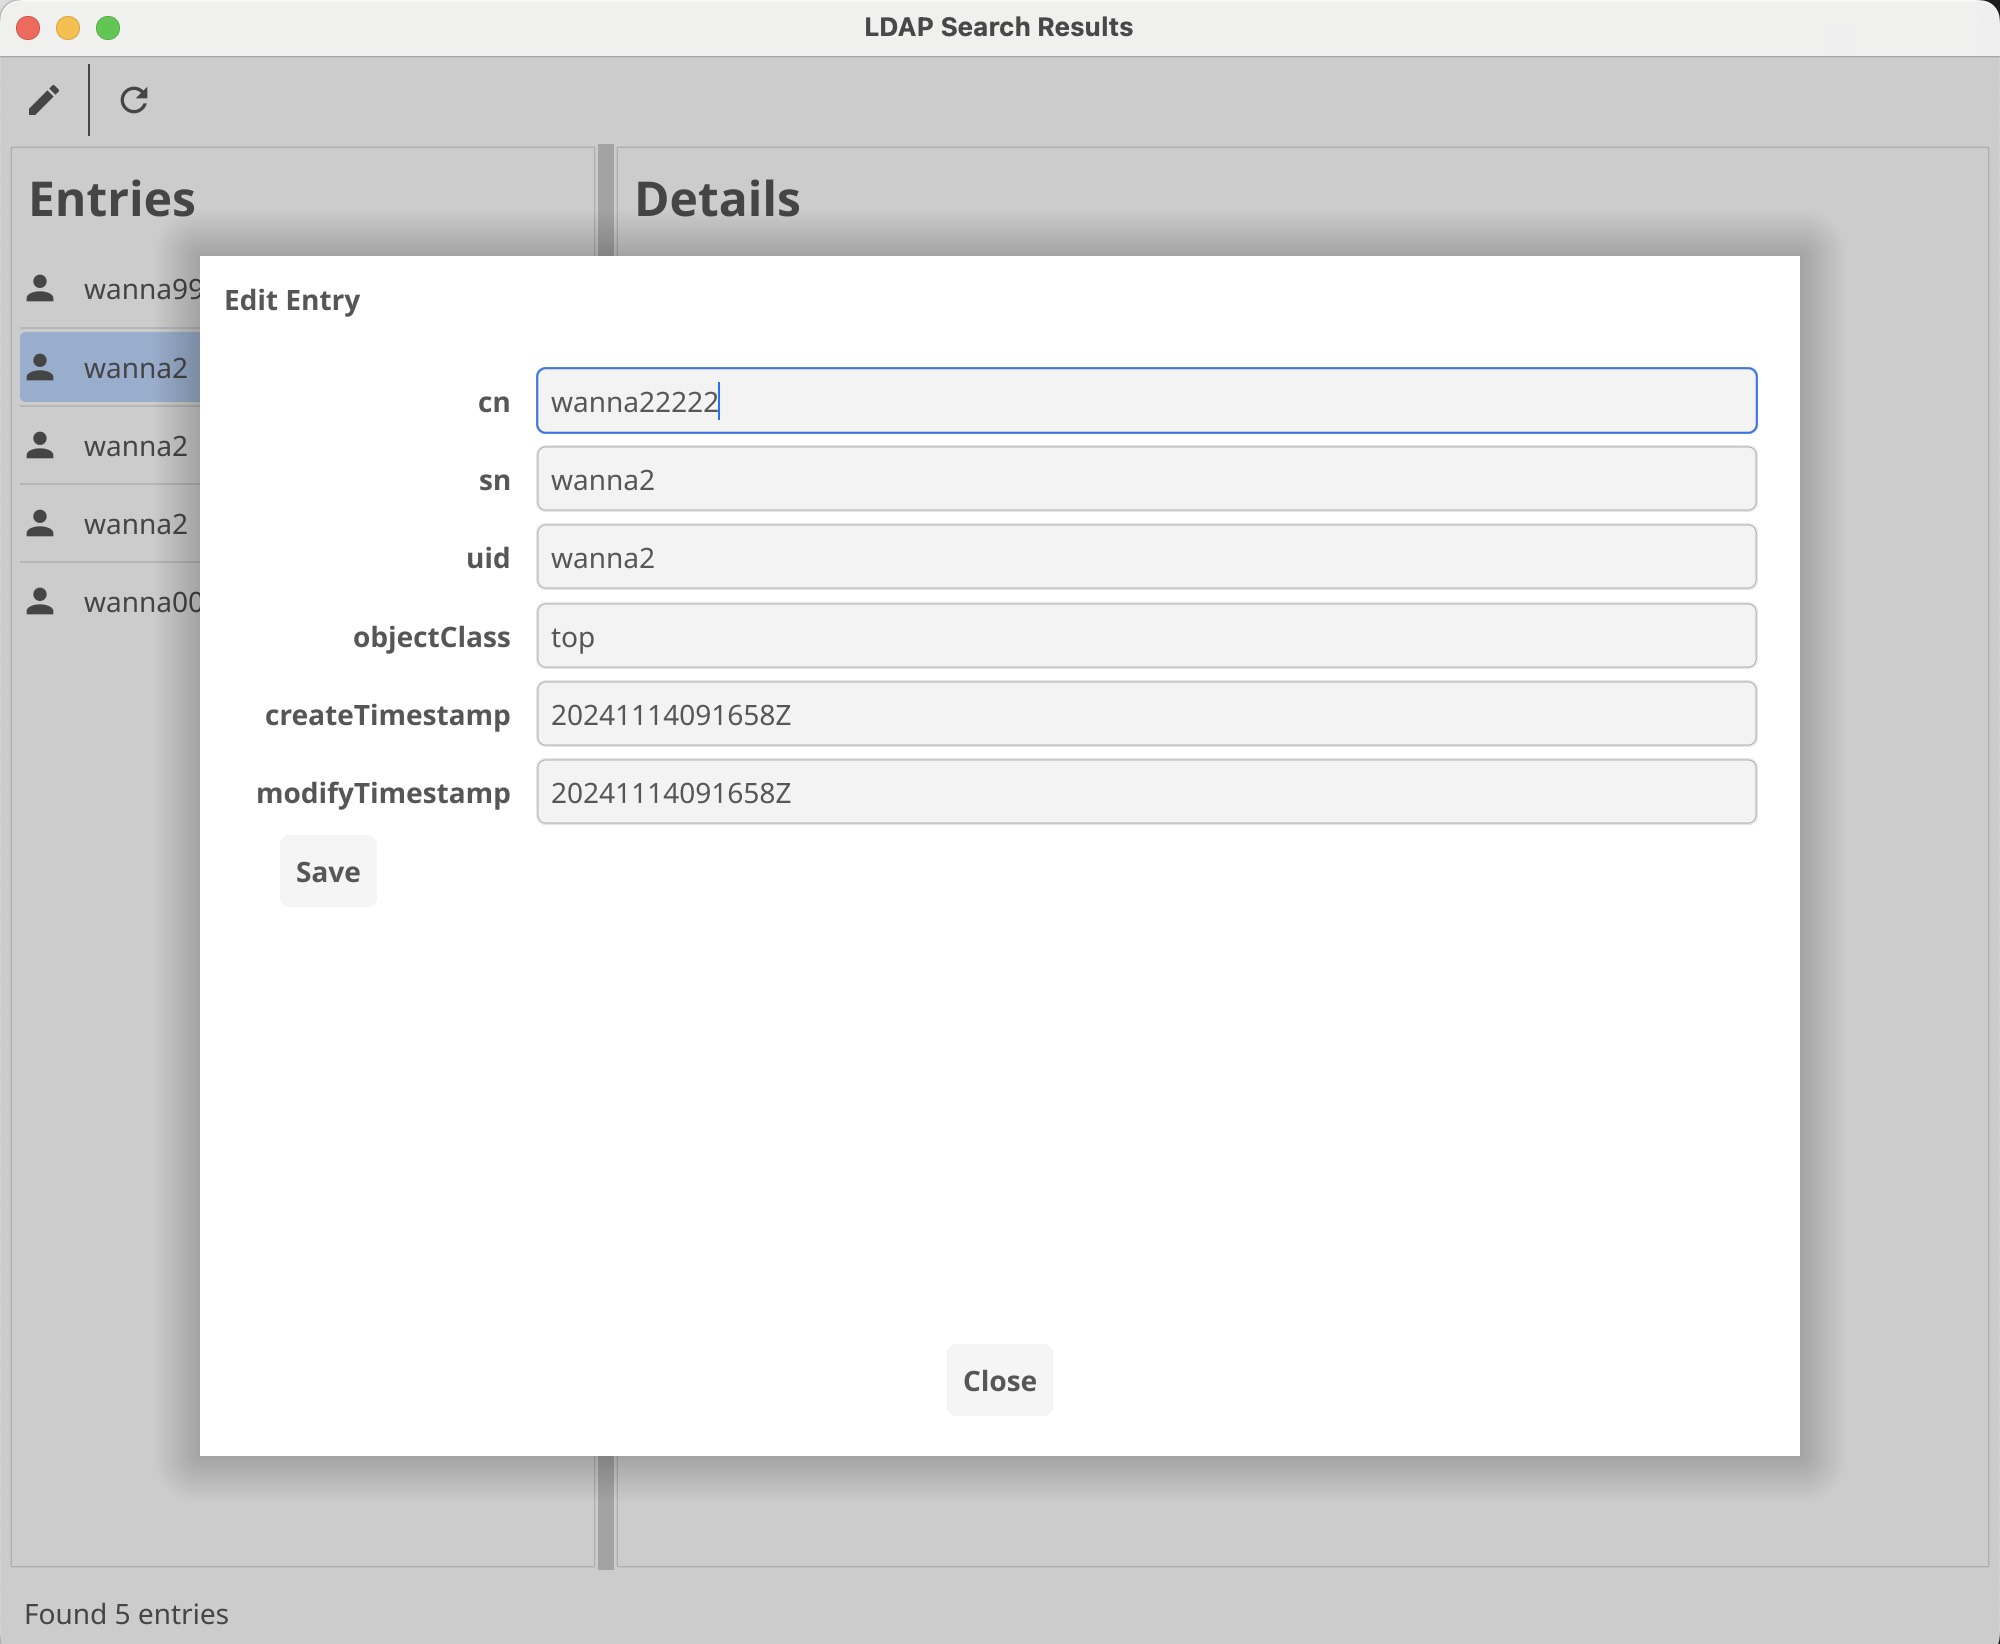 LDAP Search Results
Entries
Details
wanna99
wanna2
wanna2
wanna2
wanna00
Edit Entry
cn wanna22222
sn wanna2
uid wanna2
objectClass top
createTimestamp 20241114091658Z
modifyTimestamp 20241114091658Z
Save
Close
Found 5 entries